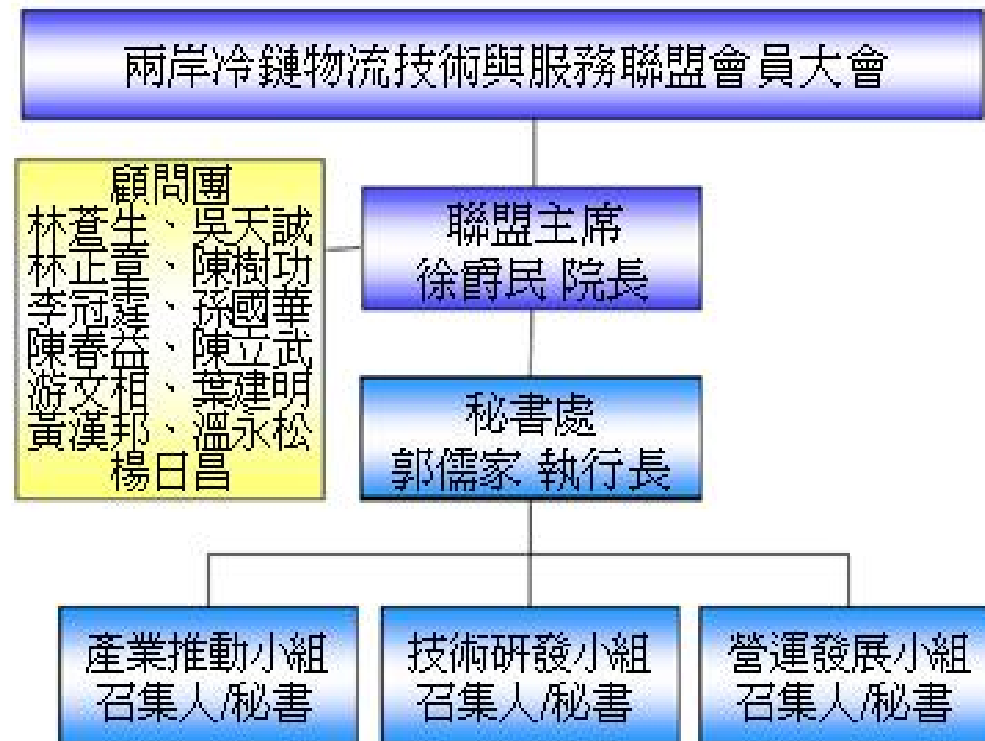 兩岸冷鏈物流技術與服務聯盟會員大會
顧問團
林蒼生、吳天誠
林正章、陳樹功
李冠霆、孫國華
陳春益、陳立武
游文相、葉建明
黃漢邦、溫永松
楊日昌
聯盟主席
徐爵民 院長
秘書處
郭儒家 執行長
產業推動小組
召集人/秘書
技術研發小組
召集人/秘書
營運發展小組
召集人/秘書